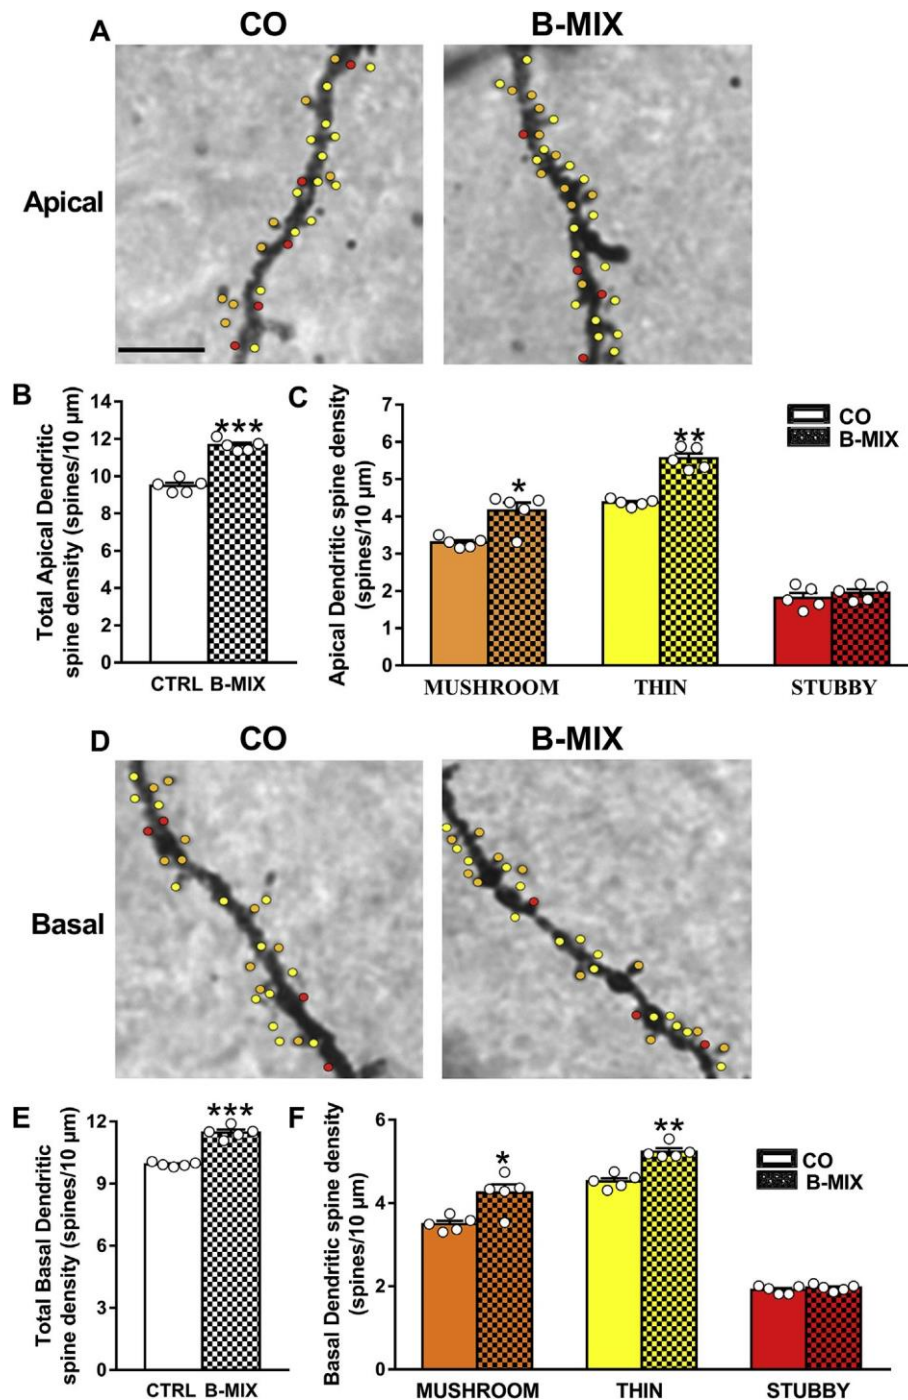 A
CO
B-MIX
Apical
B
Total Apical Dendritic
spine density (spines/10 µm)
14
12
10
8
6
4
2
0
***
CTRL B-MIX
C
Apical Dendritic spine density
(spines/10 µm)
7
6
5
4
3
2
1
0
*
**
CO
B-MIX
MUSHROOM
THIN
STUBBY
D
CO
B-MIX
Basal
E
Total Basal Dendritic
spine density (spines/10 µm)
12
9
6
3
0
***
CTRL B-MIX
F
Basal Dendritic spine density
(spines/10 µm)
6
4
2
0
*
**
CO
B-MIX
MUSHROOM
THIN
STUBBY